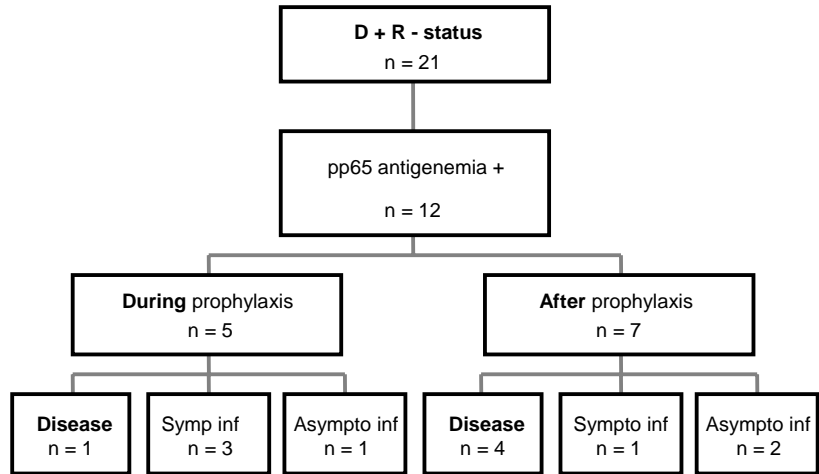 D + R - status
n = 21
pp65 antigenemia +
n = 12
During prophylaxis
n = 5
After prophylaxis
n = 7
Disease
n = 1
Symp inf
n = 3
Asympto inf
n = 1
Disease
n = 4
Sympto inf
n = 1
Asympto inf
n = 2